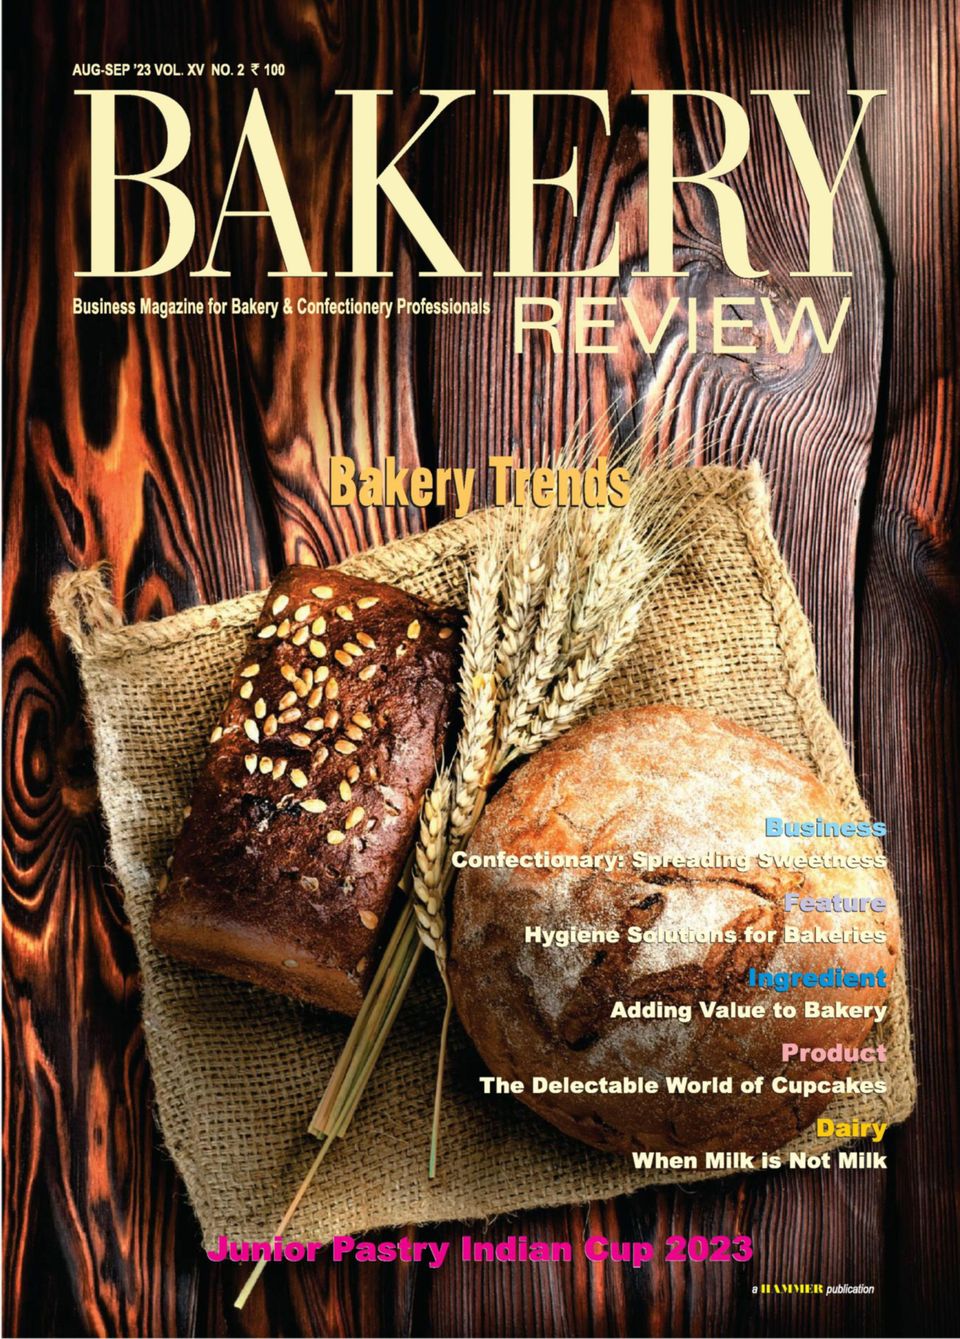 AUG-SEP '23 VOL. XV NO. 2 ₹ 100
BAKERY
Business Magazine for Bakery & Confectionery Professionals
REVIEW
Bakery Trends
Business
Confectionary: Spreading Sweetness
Feature
Hygiene Solutions for Bakeries
Ingredient
Adding Value to Bakery
Product
The Delectable World of Cupcakes
Dairy
When Milk is Not Milk
Junior Pastry Indian Cup 2023
a HAMMER publication